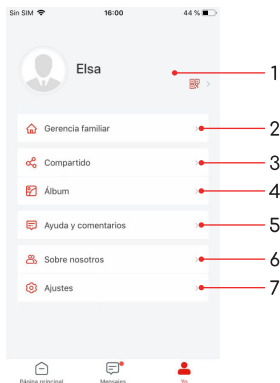 Sin SIM 16:00 44 %
Elsa
1
Gerencia familiar 2
Compartido 3
Álbum 4
Ayuda y comentarios 5
Sobre nosotros 6
Ajustes 7
Página principal Mensajes Yo